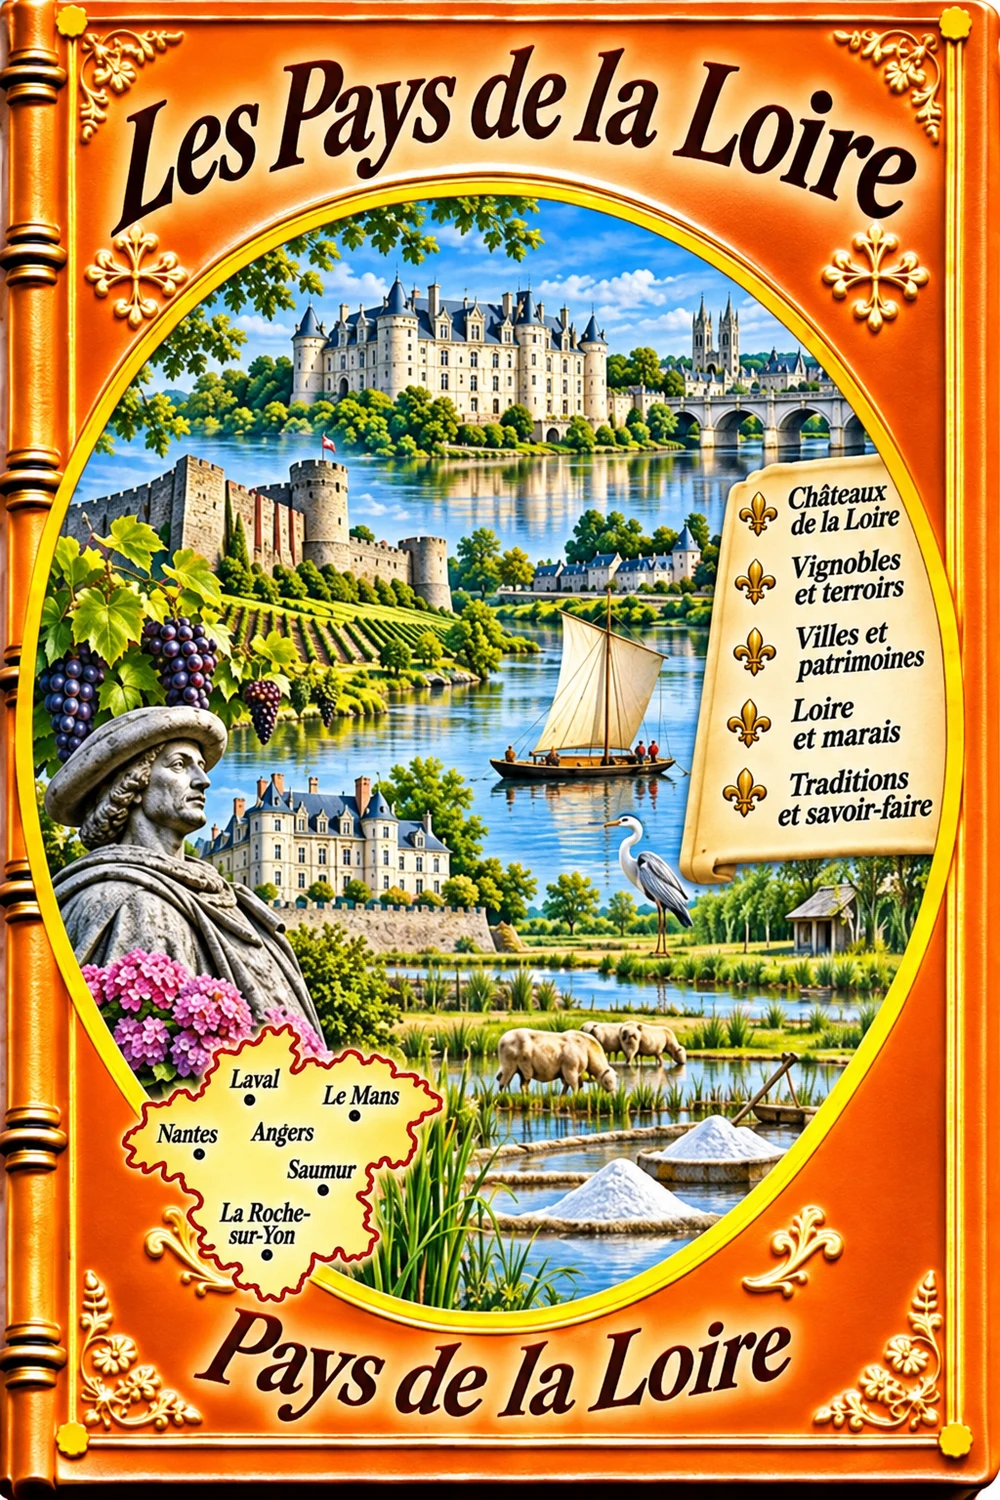 Les Pays de la Loire
Châteaux
de la Loire
Vignobles
et terroirs
Villes et
patrimoines
Loire
et marais
Traditions
et savoir-faire
Laval
Le Mans
Nantes
Angers
Saumur
La Roche-
sur-Yon
Pays de la Loire